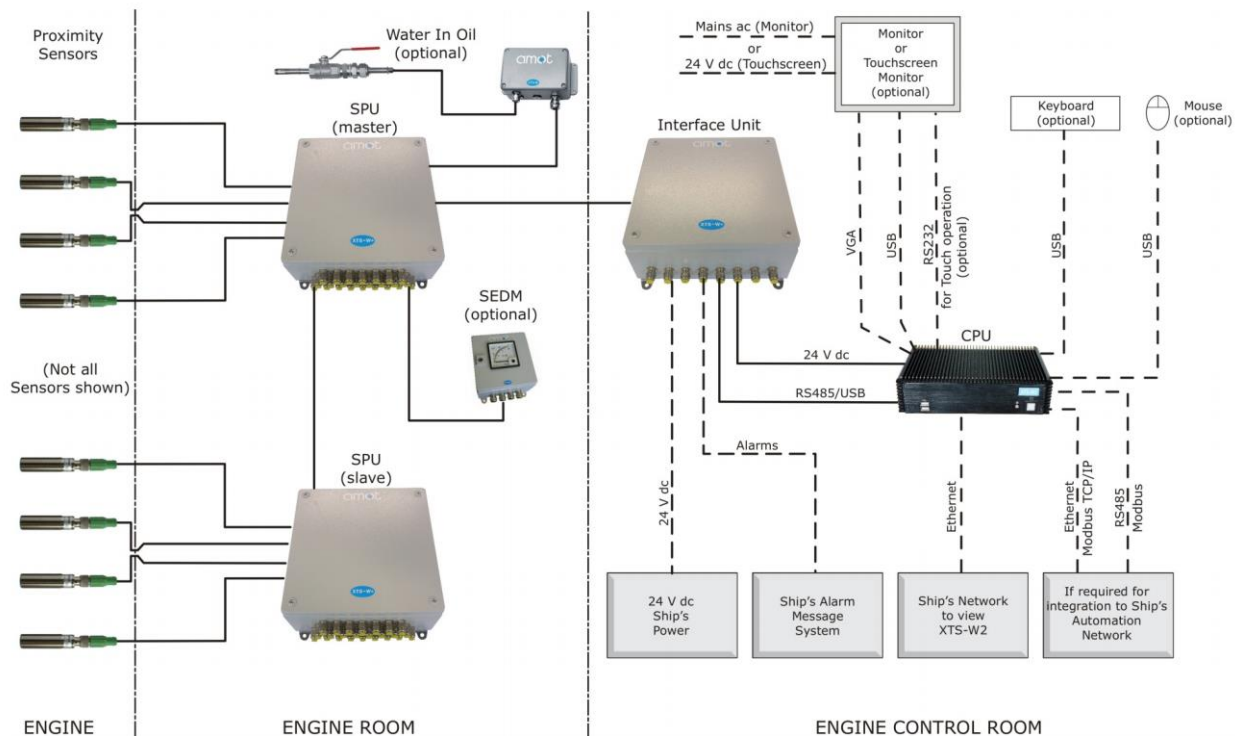 Proximity
Sensors
(Not all
Sensors shown)
ENGINE
Water In Oil
(optional)
amot
SPU
(master)
amot
XTS-W+
SEDM
(optional)
SPU
(slave)
amot
XTS-W+
ENGINE ROOM
Mains ac (Monitor)
or
24 V dc (Touchscreen)
Monitor
or
Touchscreen
Monitor
(optional)
Keyboard
(optional)
Mouse
(optional)
Interface Unit
amot
XTS-W+
VGA
USB
RS232
for Touch operation
(optional)
USB
USB
CPU
24 V dc
RS485/USB
Alarms
24 V dc
Ethernet
Ethernet
Modbus TCP/IP
RS485
Modbus
24 V dc
Ship's
Power
Ship's Alarm
Message
System
Ship's Network
to view
XTS-W2
If required for
integration to Ship's
Automation
Network
ENGINE CONTROL ROOM